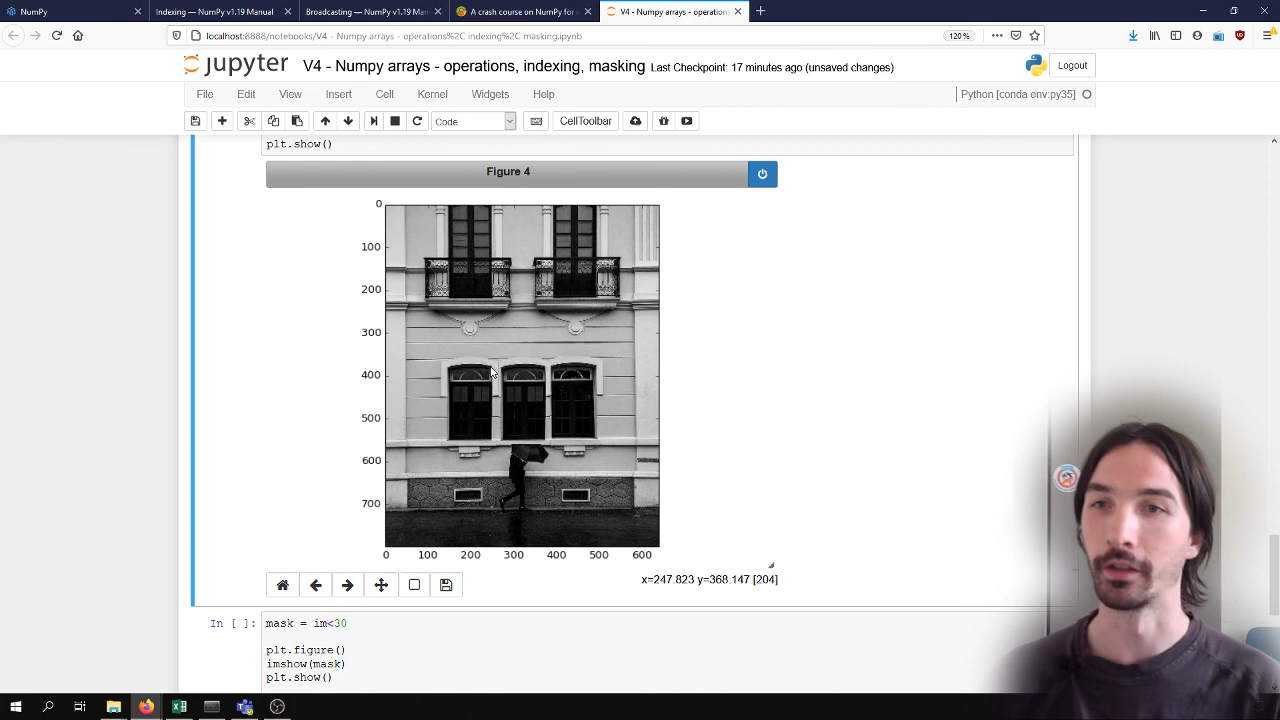 NumPy
Indexing — NumPy v1.19 Manual
Broadcasting — NumPy v1.19 Man
A crash course on NumPy for i
V4 - Numpy arrays - operations
localhost:8888/notebooks/V4 - Numpy arrays - operations%2C indexing%2C masking.ipynb
120%
jupyter
V4 - Numpy arrays - operations, indexing, masking
Last Checkpoint: 17 minutes ago (unsaved changes)
Logout
File Edit View Insert Cell Kernel Widgets Help
Python [conda env:py35]
Code
CellToolbar
plt.show()
Figure 4
0
100
200
300
400
500
600
700
0 100 200 300 400 500 600
x=247.823 y=368.147 [204]
In [ ]:
mask = im<30
plt.figure()
imshow(mask)
plt.show()